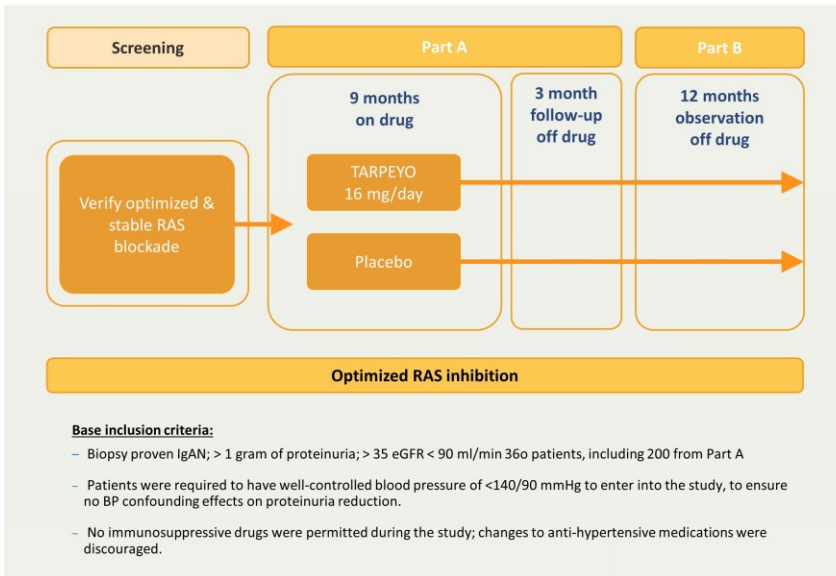 Screening
Part A
Part B
9 months
on drug
3 month
follow-up
off drug
12 months
observation
off drug
Verify optimized &
stable RAS
blockade
TARPEYO
16 mg/day
Placebo
Optimized RAS inhibition
Base inclusion criteria:
– Biopsy proven IgAN; > 1 gram of proteinuria; > 35 eGFR < 90 ml/min 36o patients, including 200 from Part A
– Patients were required to have well-controlled blood pressure of <140/90 mmHg to enter into the study, to ensure
no BP confounding effects on proteinuria reduction.
– No immunosuppressive drugs were permitted during the study; changes to anti-hypertensive medications were
discouraged.